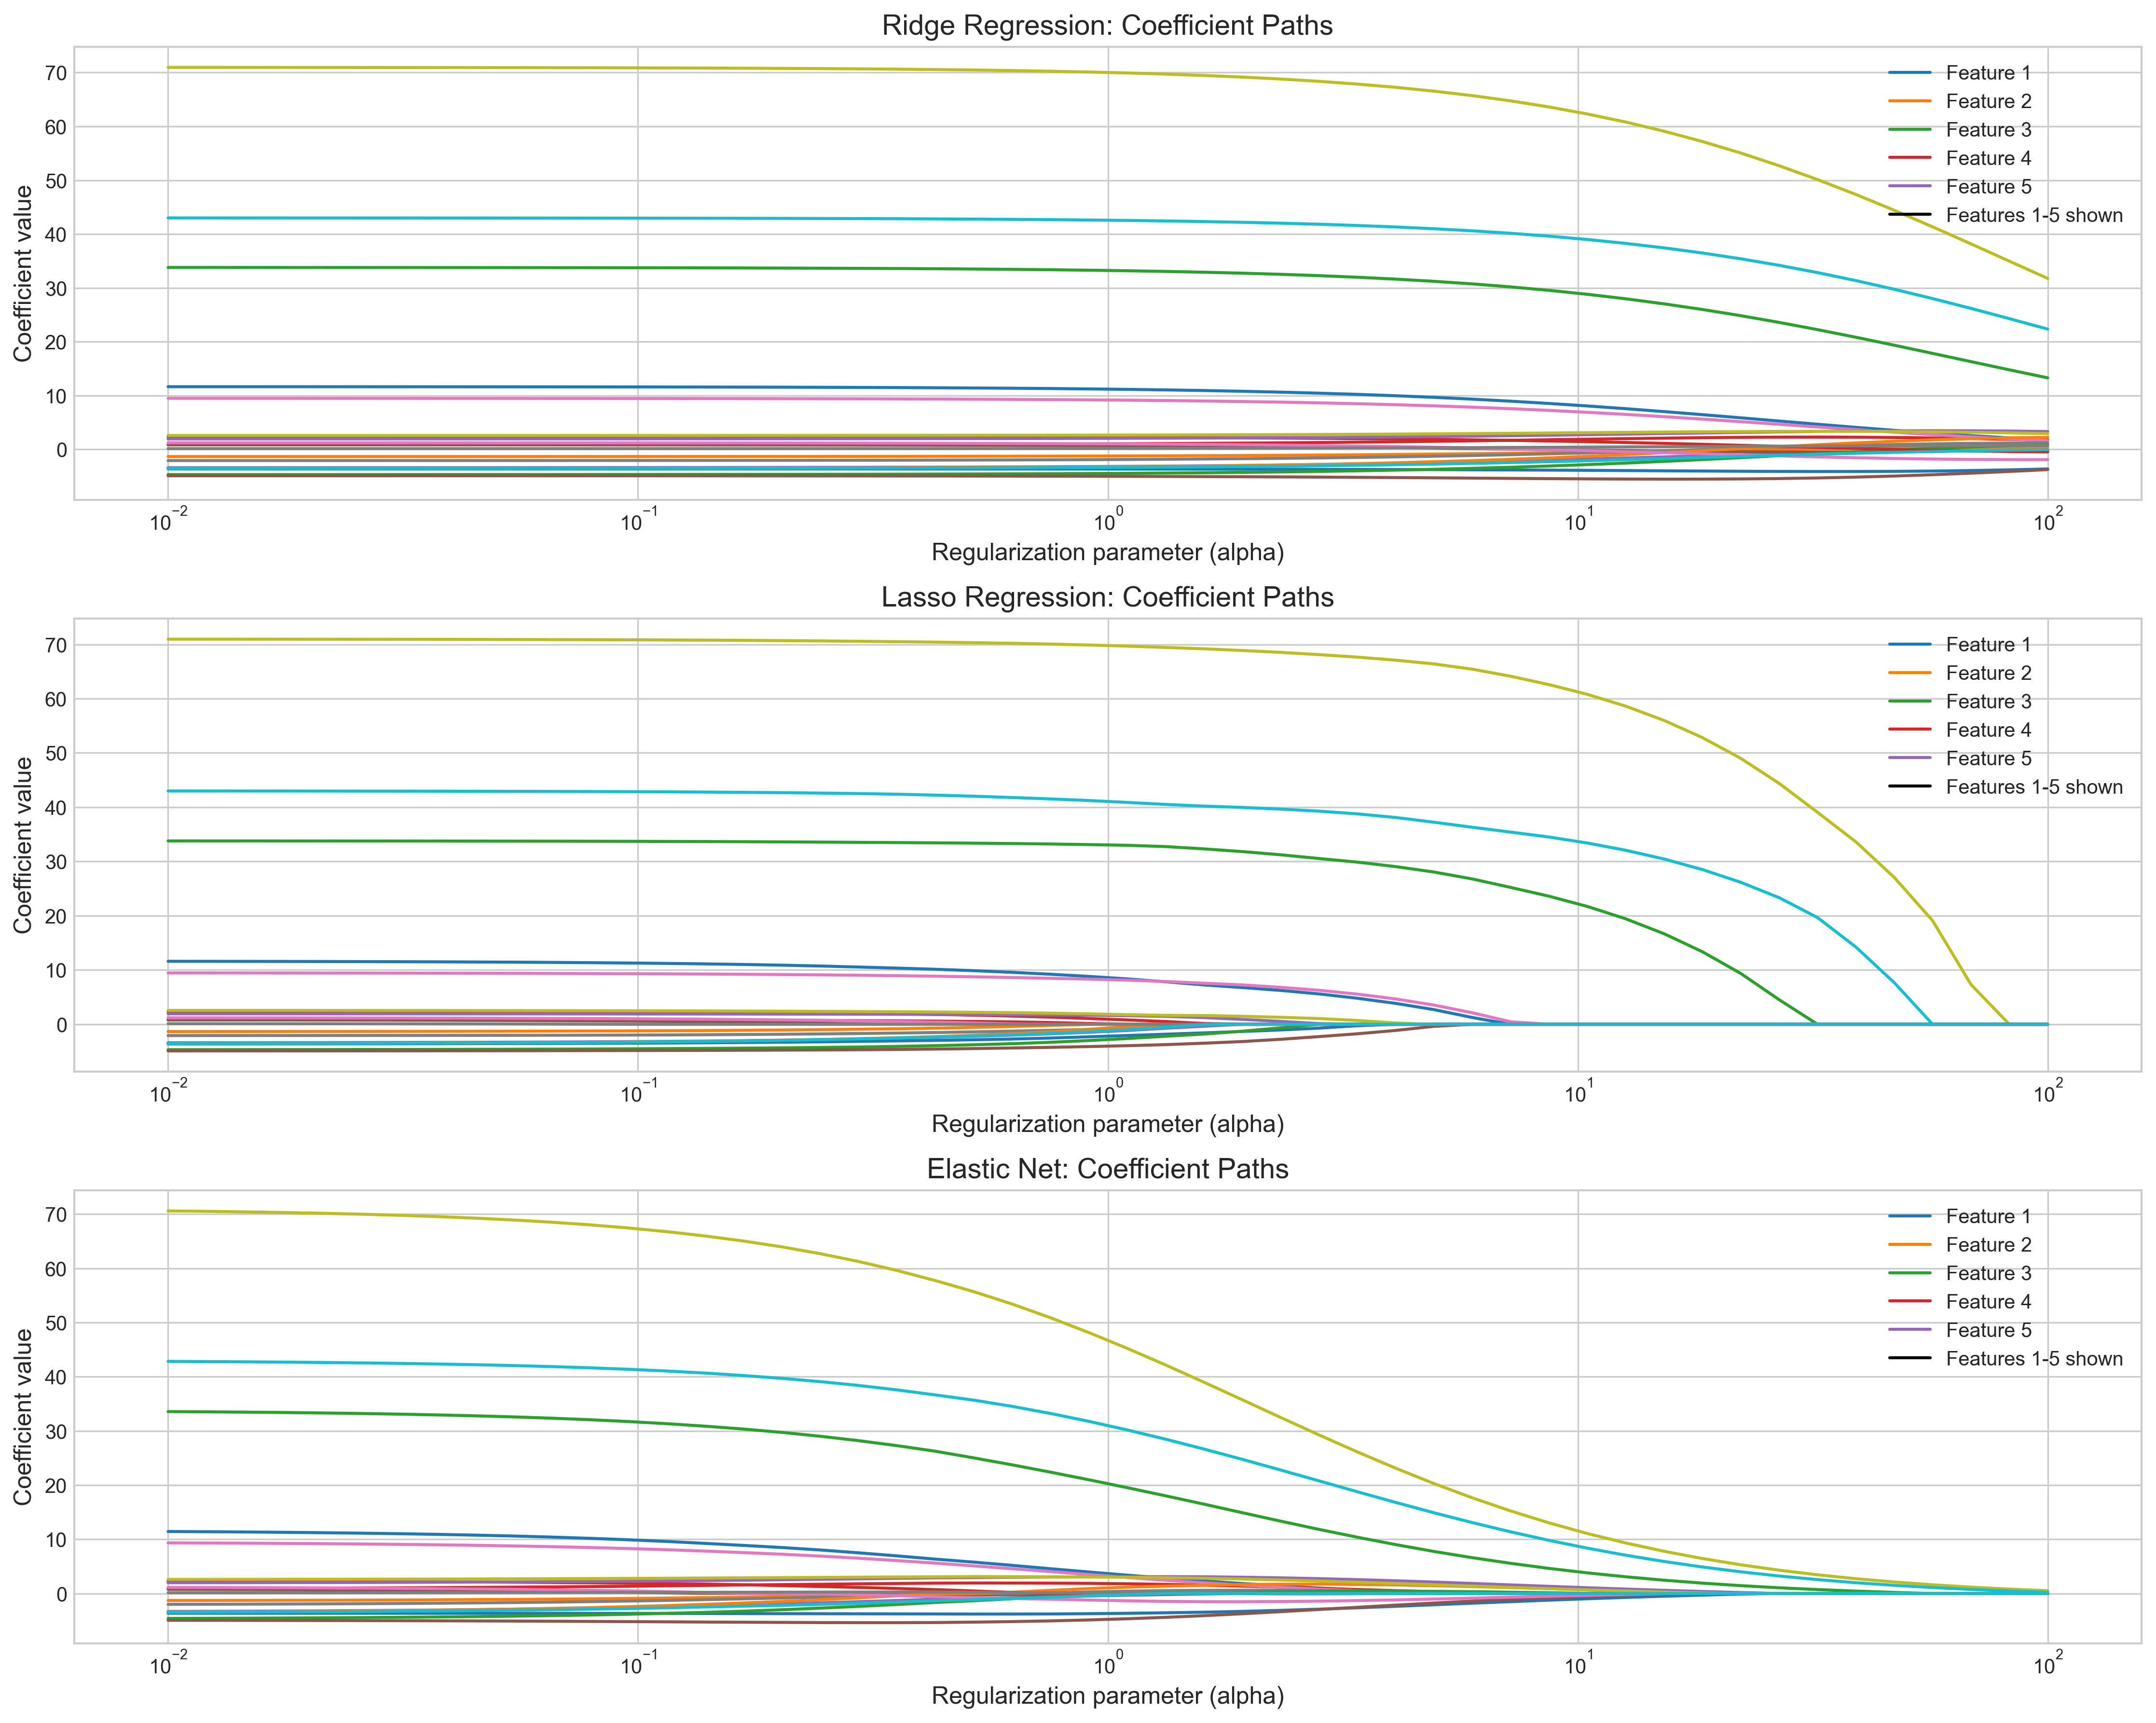 Ridge Regression: Coefficient Paths
Coefficient value
70
60
50
40
30
20
10
0
Feature 1
Feature 2
Feature 3
Feature 4
Feature 5
Features 1-5 shown
10⁻² 10⁻¹ 10⁰ 10¹ 10²
Regularization parameter (alpha)
Lasso Regression: Coefficient Paths
Coefficient value
70
60
50
40
30
20
10
0
Feature 1
Feature 2
Feature 3
Feature 4
Feature 5
Features 1-5 shown
10⁻² 10⁻¹ 10⁰ 10¹ 10²
Regularization parameter (alpha)
Elastic Net: Coefficient Paths
Coefficient value
70
60
50
40
30
20
10
0
Feature 1
Feature 2
Feature 3
Feature 4
Feature 5
Features 1-5 shown
10⁻² 10⁻¹ 10⁰ 10¹ 10²
Regularization parameter (alpha)